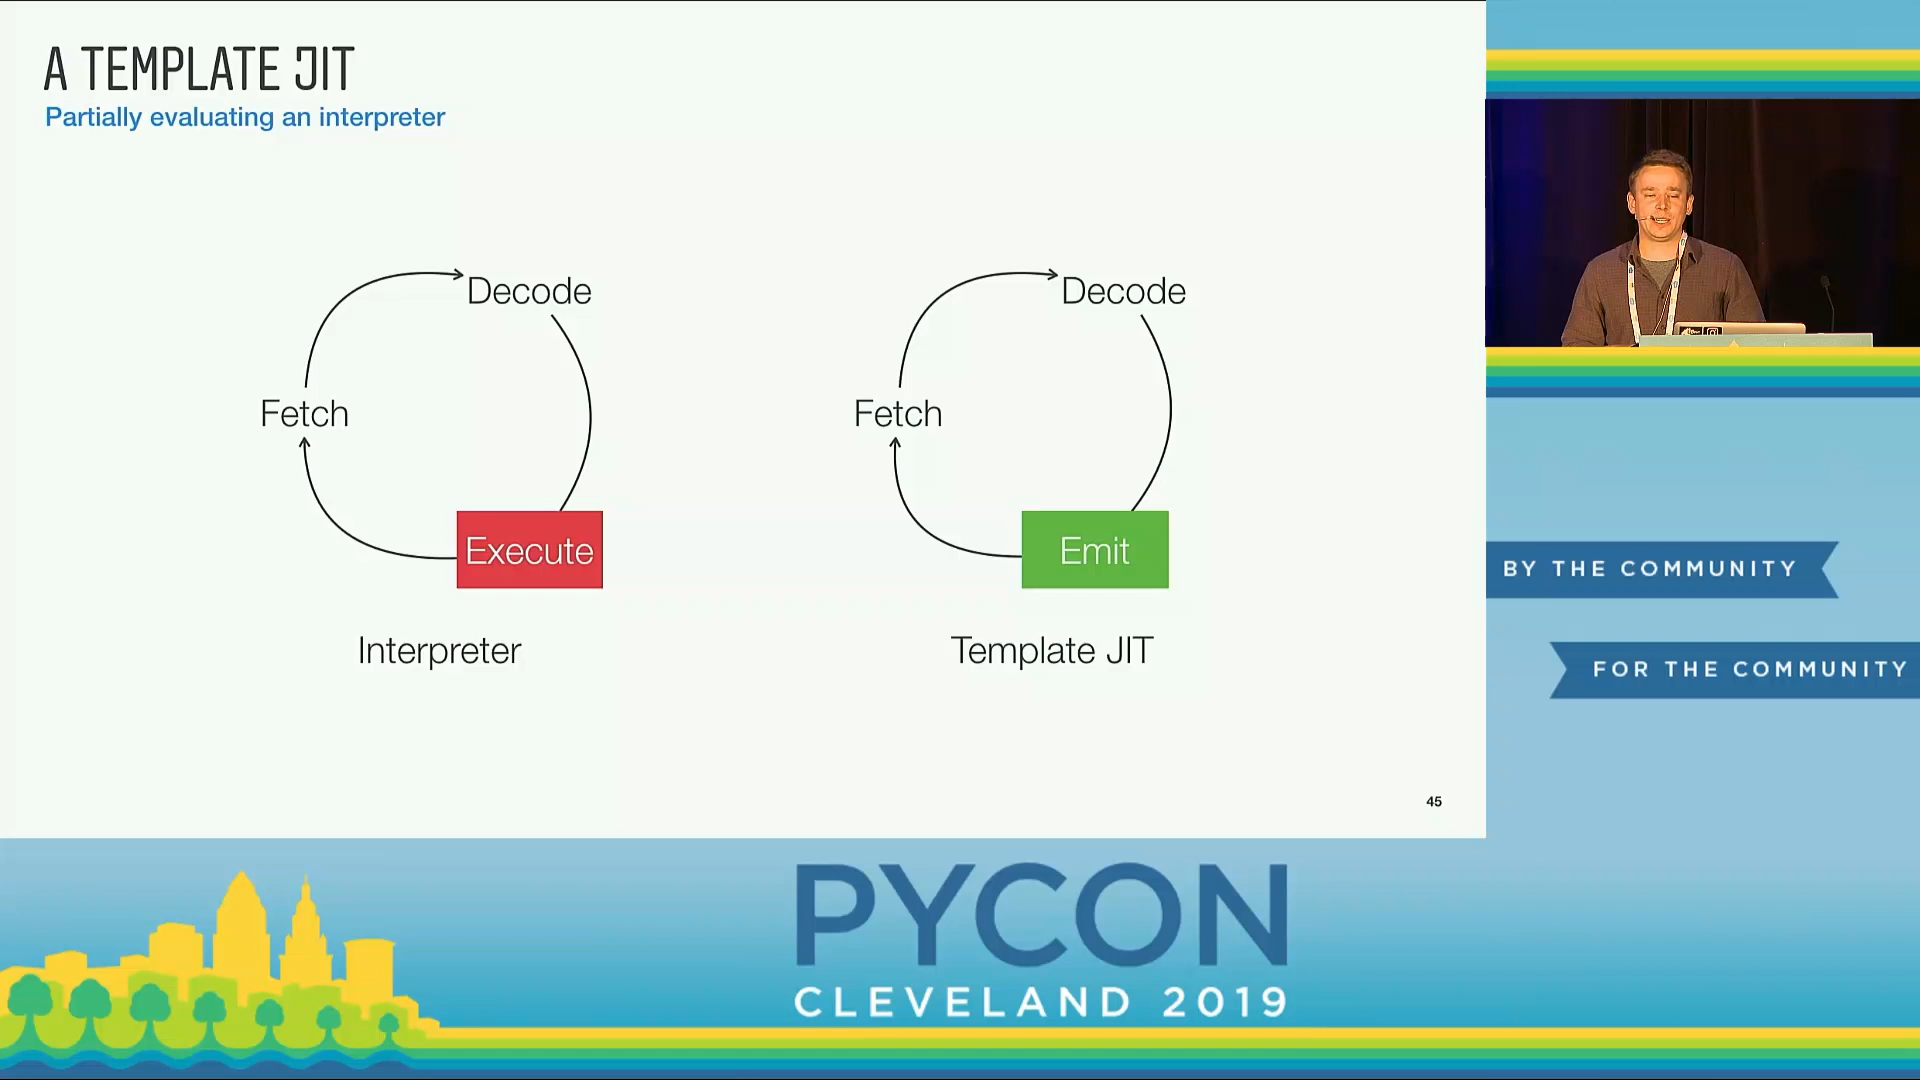 A TEMPLATE JIT
Partially evaluating an interpreter
Decode
Fetch
Execute
Interpreter
Decode
Fetch
Emit
Template JIT
45
BY THE COMMUNITY
FOR THE COMMUNITY
PYCON
CLEVELAND 2019